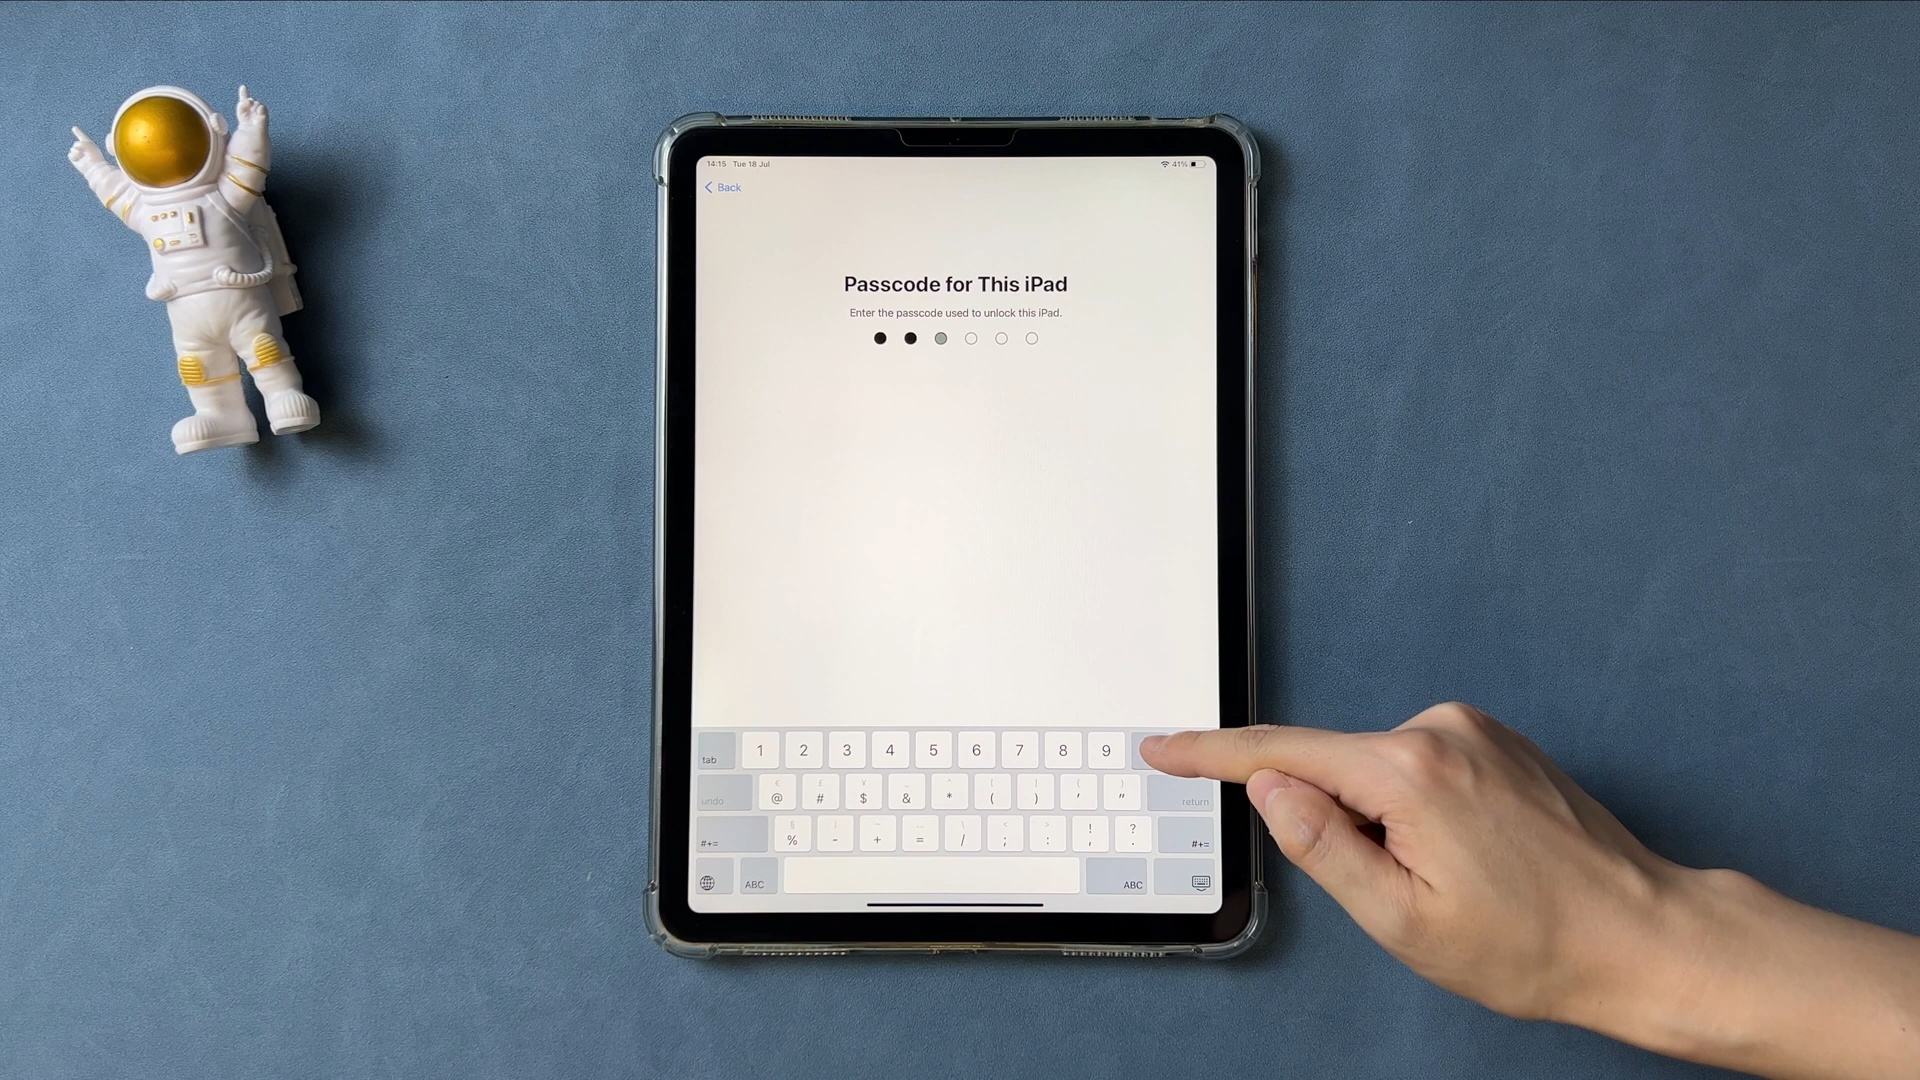 14:15 Tue 18 Jul 41%
Back
Passcode for This iPad
Enter the passcode used to unlock this iPad.
tab 1 2 3 4 5 6 7 8 9
€ £ ¥ _ ^ [ ] { }
undo @ # $ & * ( ) ' " return
§ | ~ … \ < > ! ?
#+= % - + = / ; : , . #+=
ABC ABC